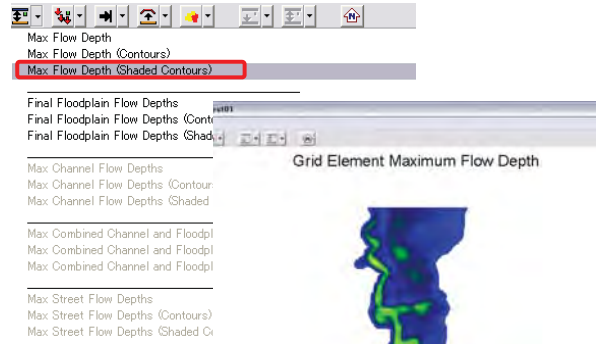 Max Flow Depth
Max Flow Depth (Contours)
Max Flow Depth (Shaded Contours)
Final Floodplain Flow Depths
Final Floodplain Flow Depths (Conto
Final Floodplain Flow Depths (Shad
Grid Element Maximum Flow Depth
Max Channel Flow Depths
Max Channel Flow Depths (Contour
Max Channel Flow Depths (Shaded
Max Combined Channel and Floodpl
Max Combined Channel and Floodpl
Max Combined Channel and Floodpl
Max Street Flow Depths
Max Street Flow Depths (Contours)
Max Street Flow Depths (Shaded Co